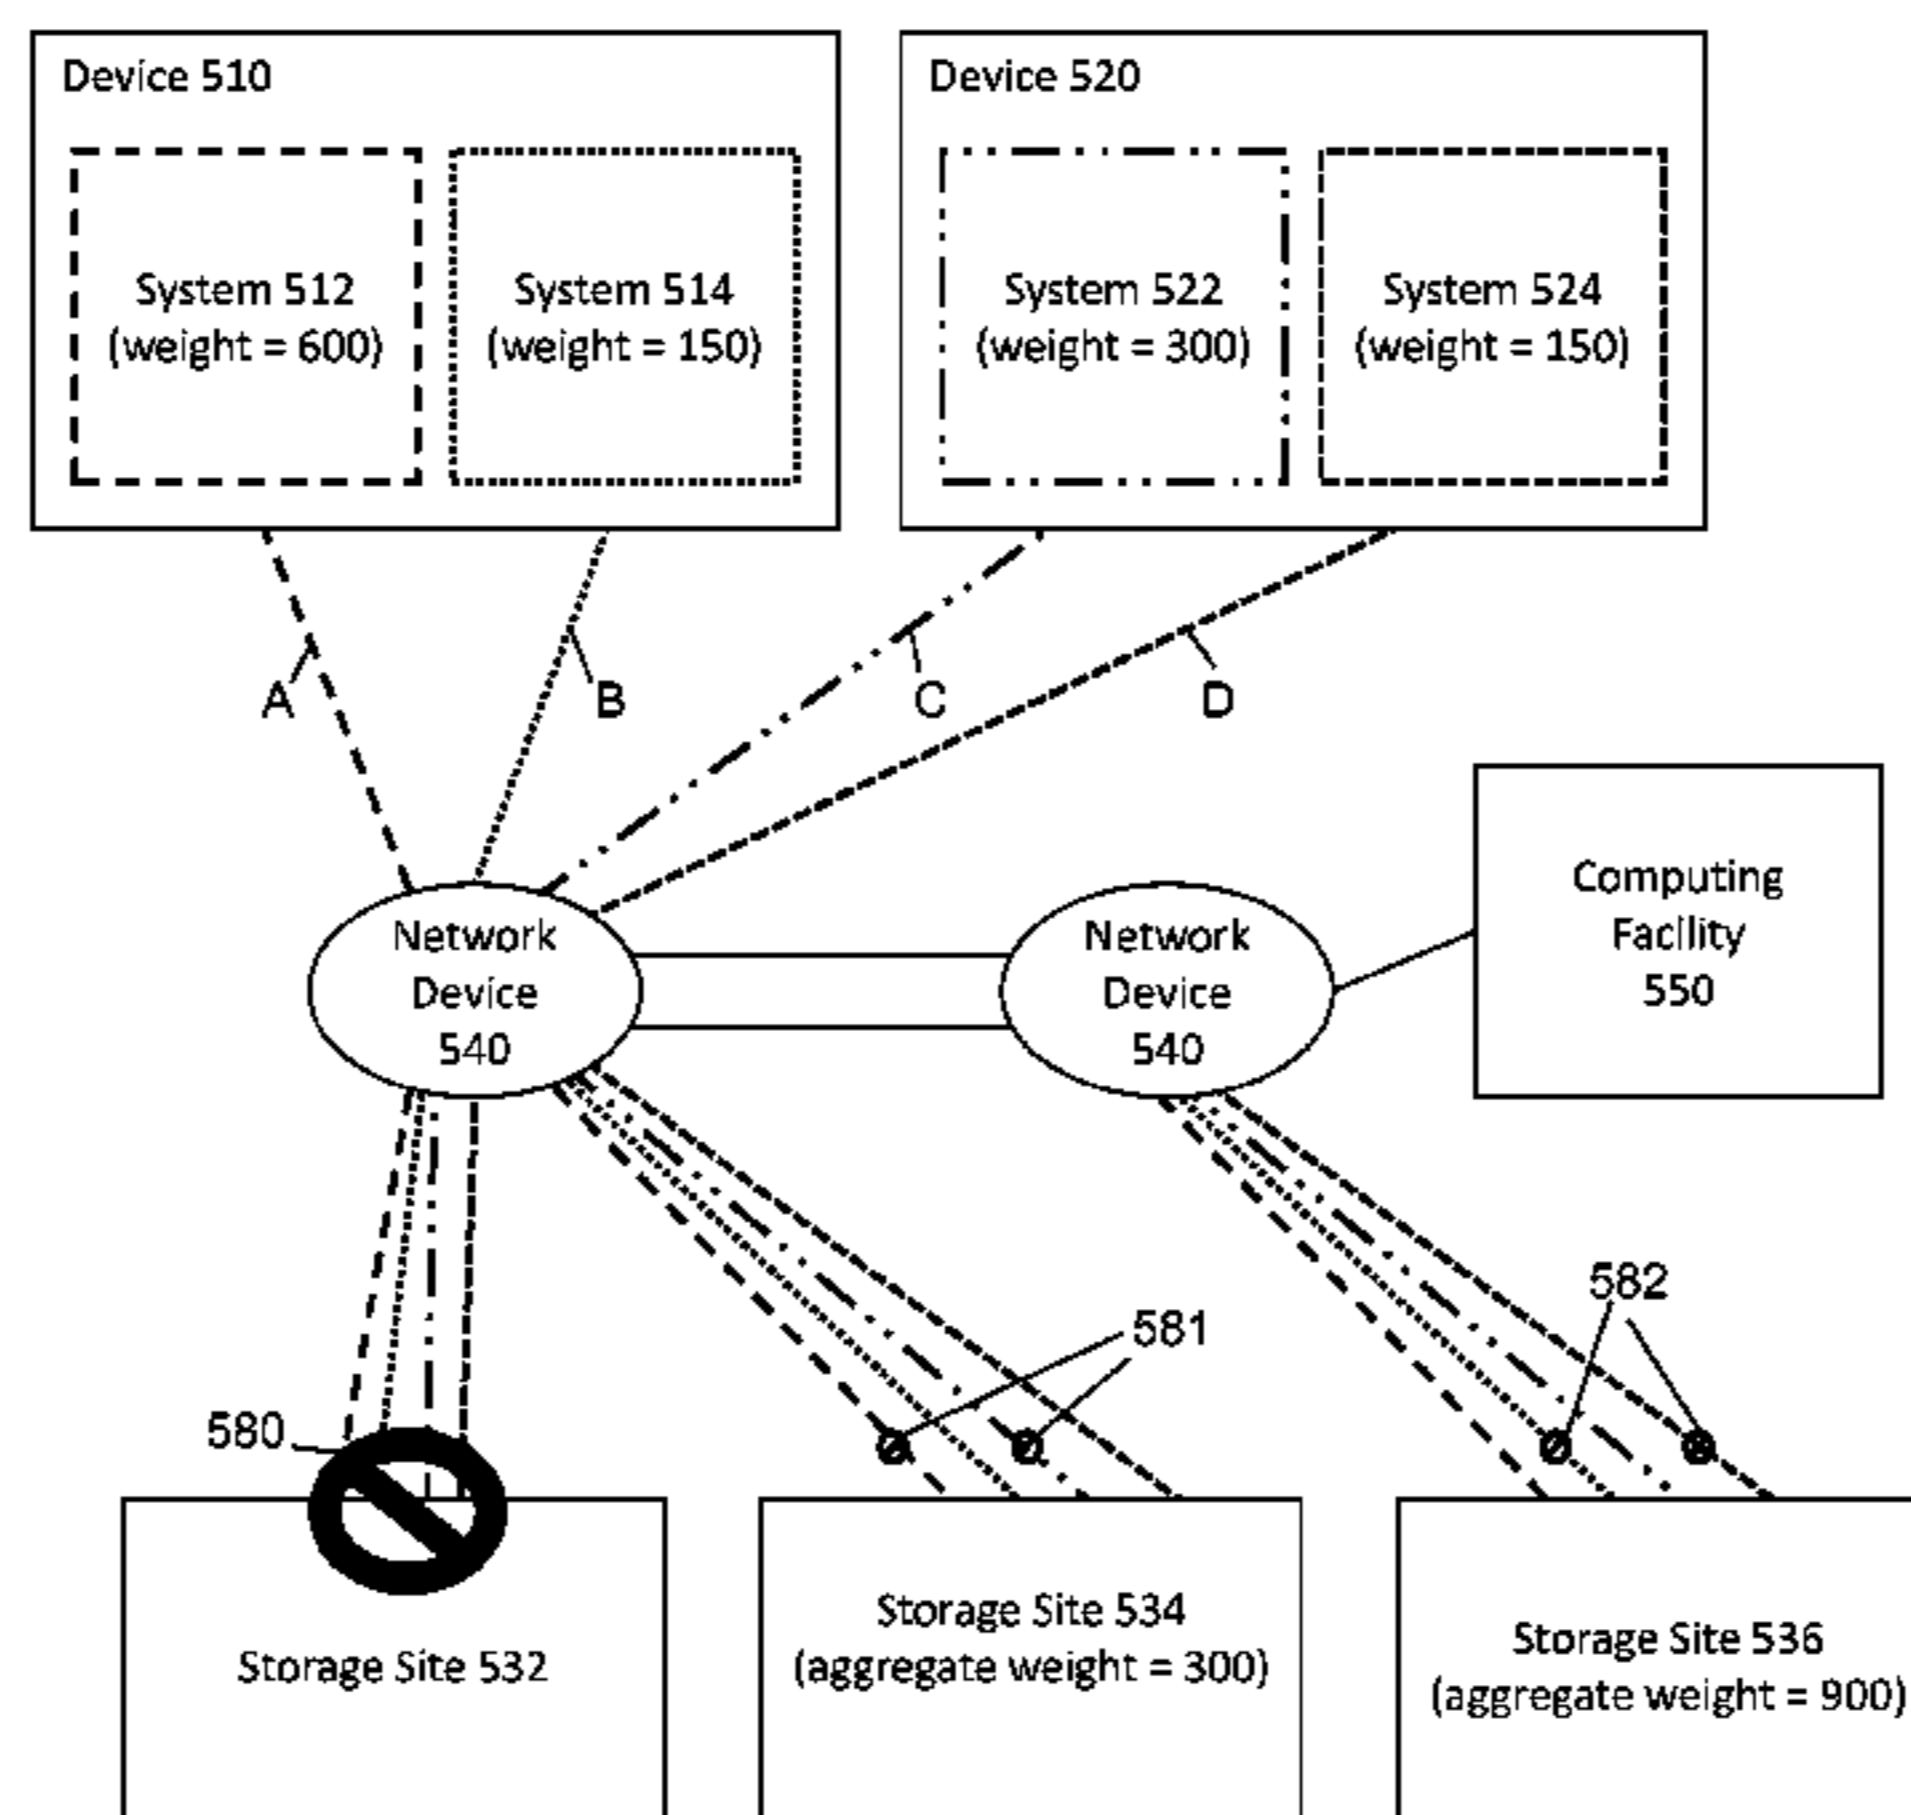 Device 510
Device 520
System 512
(weight = 600)
System 514
(weight = 150)
System 522
(weight = 300)
System 524
(weight = 150)
A
B
C
D
Network
Device
540
Network
Device
540
Computing
Facility
550
580
581
582
Storage Site 532
Storage Site 534
(aggregate weight = 300)
Storage Site 536
(aggregate weight = 900)